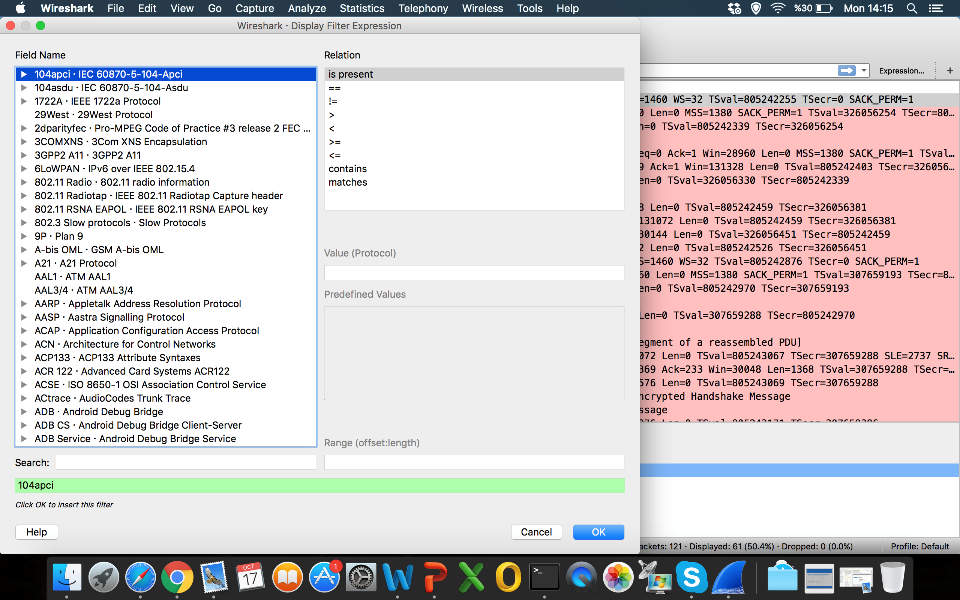 Wireshark File Edit View Go Capture Analyze Statistics Telephony Wireless Tools Help %30 Mon 14:15
Wireshark · Display Filter Expression
Field Name
104apci · IEC 60870-5-104-Apci
104asdu · IEC 60870-5-104-Asdu
1722A · IEEE 1722a Protocol
29West · 29West Protocol
2dparityfec · Pro-MPEG Code of Practice #3 release 2 FEC ...
3COMXNS · 3Com XNS Encapsulation
3GPP2 A11 · 3GPP2 A11
6LoWPAN · IPv6 over IEEE 802.15.4
802.11 Radio · 802.11 radio information
802.11 Radiotap · IEEE 802.11 Radiotap Capture header
802.11 RSNA EAPOL · IEEE 802.11 RSNA EAPOL key
802.3 Slow protocols · Slow Protocols
9P · Plan 9
A-bis OML · GSM A-bis OML
A21 · A21 Protocol
AAL1 · ATM AAL1
AAL3/4 · ATM AAL3/4
AARP · Appletalk Address Resolution Protocol
AASP · Aastra Signalling Protocol
ACAP · Application Configuration Access Protocol
ACN · Architecture for Control Networks
ACP133 · ACP133 Attribute Syntaxes
ACR 122 · Advanced Card Systems ACR122
ACSE · ISO 8650-1 OSI Association Control Service
ACtrace · AudioCodes Trunk Trace
ADB · Android Debug Bridge
ADB CS · Android Debug Bridge Client-Server
ADB Service · Android Debug Bridge Service
Search:
104apci
Click OK to insert this filter
Help
Relation
is present
==
!=
>
<
>=
<=
contains
matches
Value (Protocol)
Predefined Values
Range (offset:length)
Cancel OK
Expression... +
=1460 WS=32 TSval=805242255 TSecr=0 SACK_PERM=1
0 Len=0 MSS=1380 SACK_PERM=1 TSval=326056254 TSecr=80...
n=0 TSval=805242339 TSecr=326056254
eq=0 Ack=1 Win=28960 Len=0 MSS=1380 SACK_PERM=1 TSval...
9 Ack=1 Win=131328 Len=0 TSval=805242403 TSecr=326056...
en=0 TSval=326056330 TSecr=805242339
8 Len=0 TSval=805242459 TSecr=326056381
131072 Len=0 TSval=805242459 TSecr=326056381
30144 Len=0 TSval=326056451 TSecr=805242459
2 Len=0 TSval=805242526 TSecr=326056451
S=1460 WS=32 TSval=805242876 TSecr=0 SACK_PERM=1
60 Len=0 MSS=1380 SACK_PERM=1 TSval=307659193 TSecr=8...
en=0 TSval=805242970 TSecr=307659193
Len=0 TSval=307659288 TSecr=805242970
egment of a reassembled PDU]
072 Len=0 TSval=805243067 TSecr=307659288 SLE=2737 SR...
369 Ack=233 Win=30048 Len=1368 TSval=307659288 TSecr=...
576 Len=0 TSval=805243069 TSecr=307659288
ncrypted Handshake Message
ssage
ackets: 121 · Displayed: 61 (50.4%) · Dropped: 0 (0.0%) Profile: Default
OCT
17
1